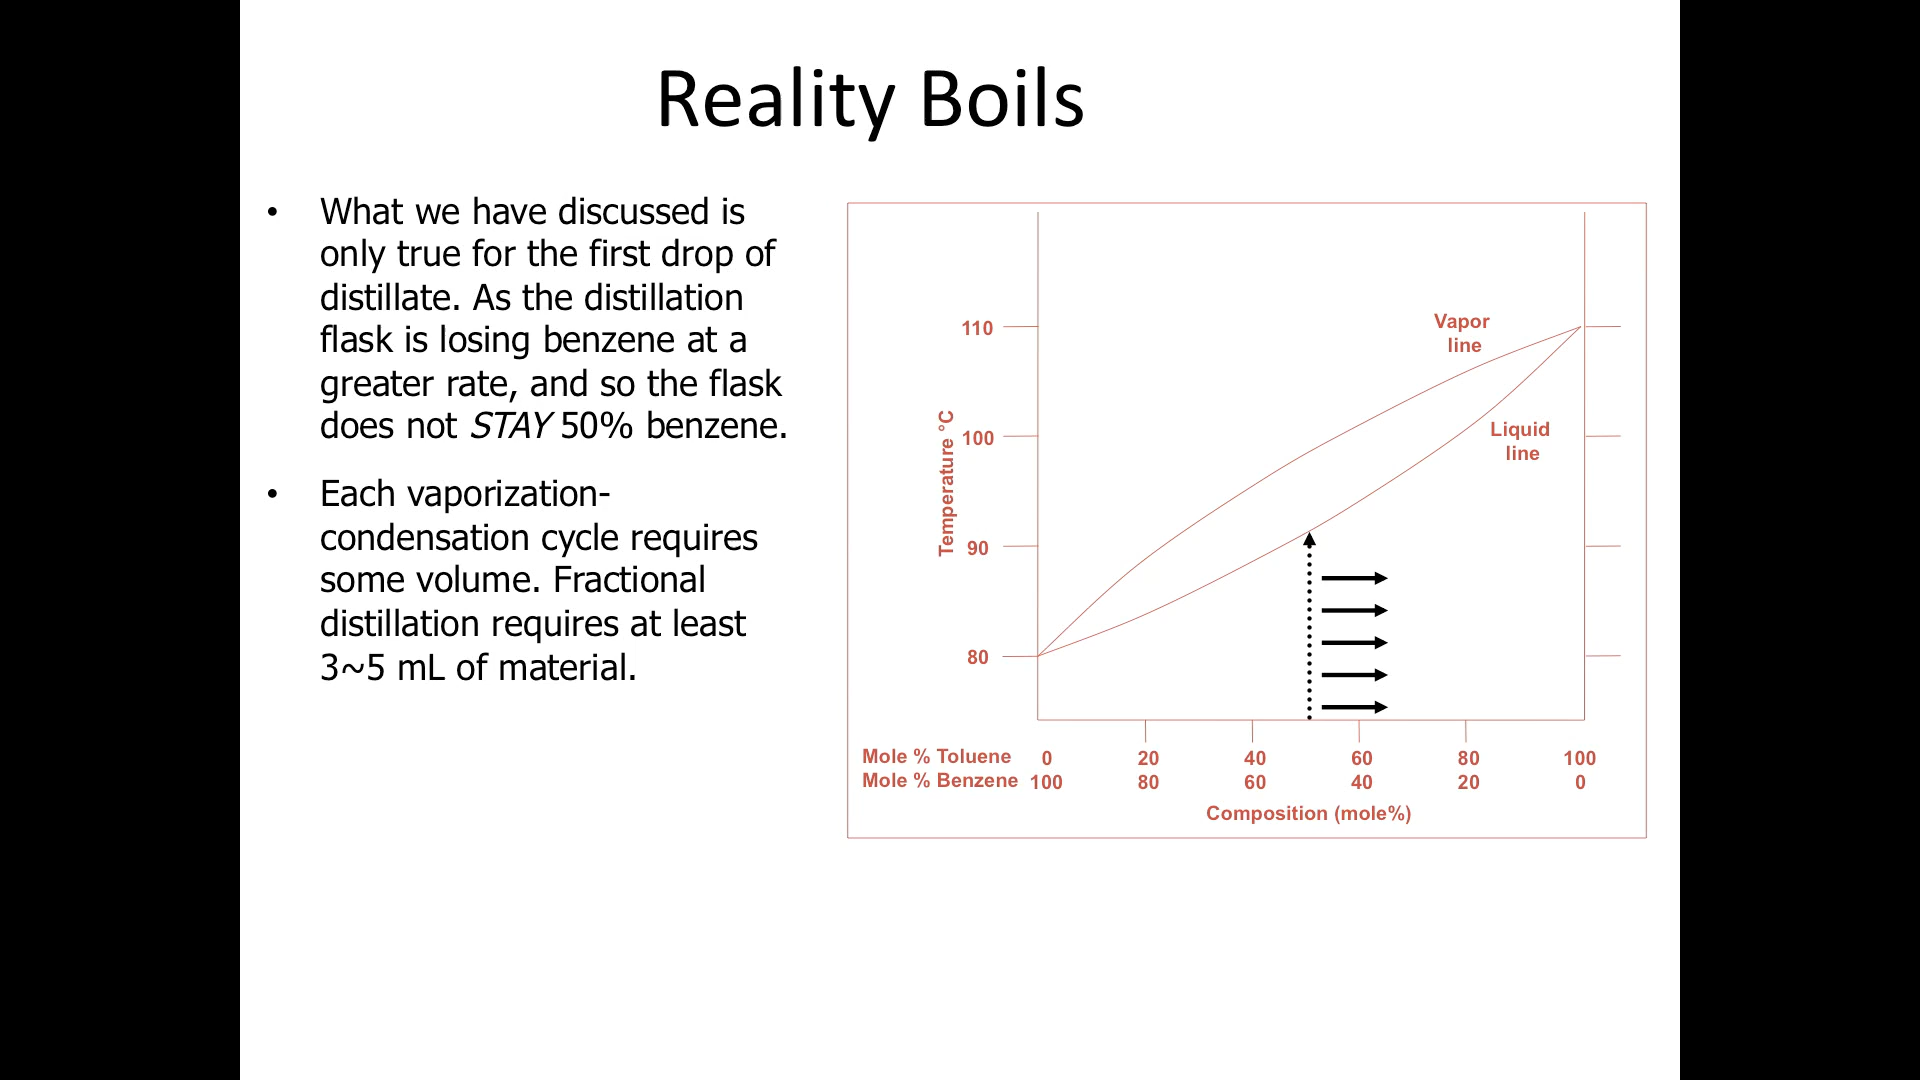 Reality Boils
• What we have discussed is
only true for the first drop of
distillate. As the distillation
flask is losing benzene at a
greater rate, and so the flask
does not STAY 50% benzene.
• Each vaporization-
condensation cycle requires
some volume. Fractional
distillation requires at least
3~5 mL of material.
Temperature °C
110
100
90
80
Vapor
line
Liquid
line
Mole % Toluene 0 20 40 60 80 100
Mole % Benzene 100 80 60 40 20 0
Composition (mole%)